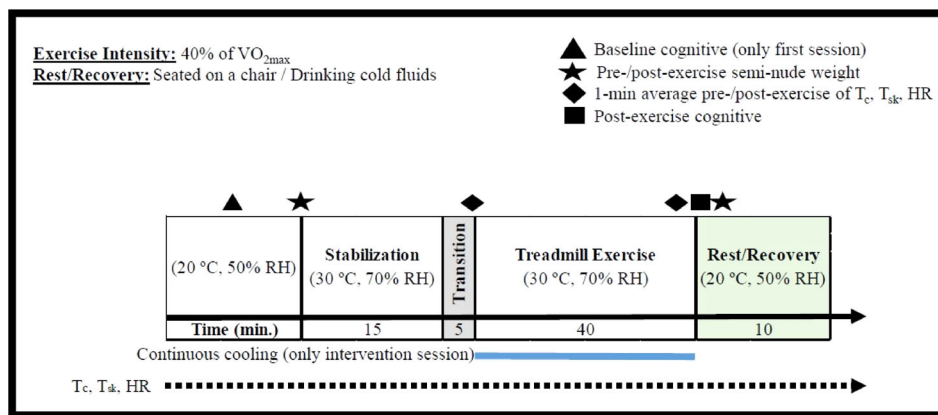 Exercise Intensity: 40% of VO2max
Rest/Recovery: Seated on a chair / Drinking cold fluids
Baseline cognitive (only first session)
Pre-/post-exercise semi-nude weight
1-min average pre-/post-exercise of Tc, Tsk, HR
Post-exercise cognitive
(20 °C, 50% RH)
Stabilization
(30 °C, 70% RH)
Transition
Treadmill Exercise
(30 °C, 70% RH)
Rest/Recovery
(20 °C, 50% RH)
Time (min.) 15 5 40 10
Continuous cooling (only intervention session)
Tc, Tsk, HR